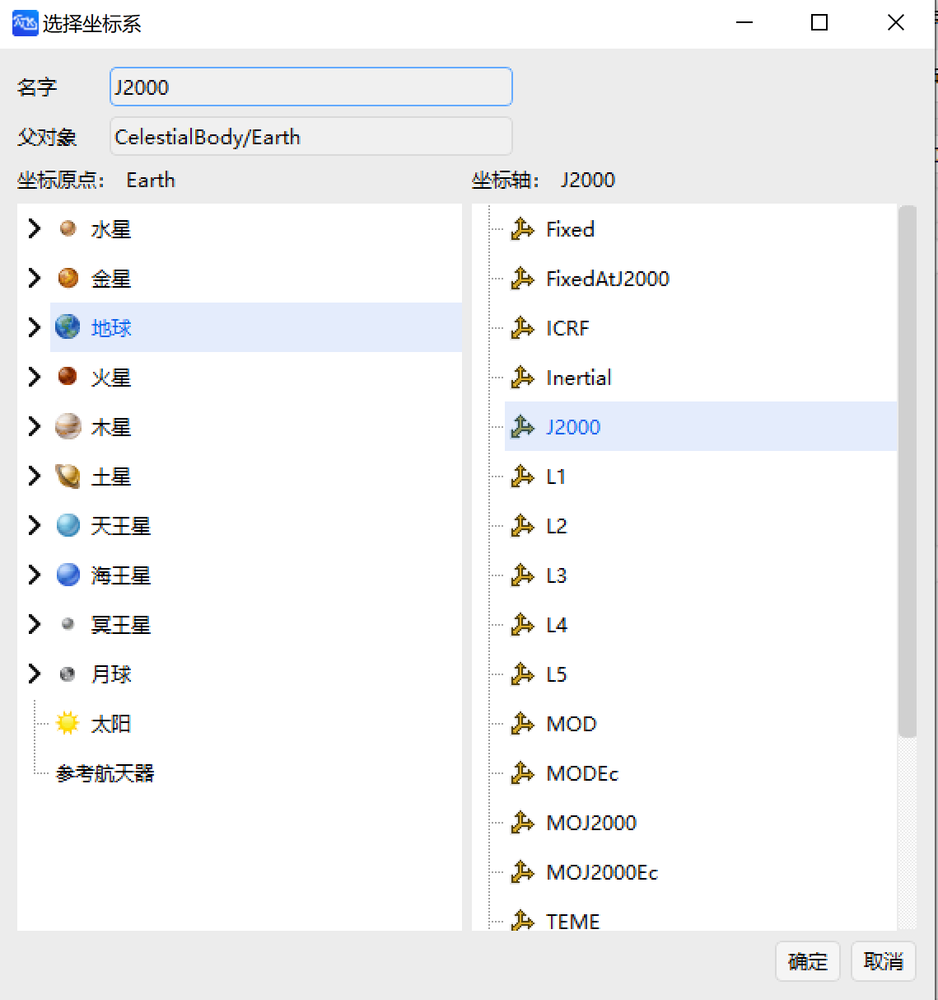 选择坐标系
名字 J2000
父对象 CelestialBody/Earth
坐标原点： Earth
坐标轴： J2000
水星
金星
地球
火星
木星
土星
天王星
海王星
冥王星
月球
太阳
参考航天器
Fixed
FixedAtJ2000
ICRF
Inertial
J2000
L1
L2
L3
L4
L5
MOD
MODEc
MOJ2000
MOJ2000Ec
TEME
确定 取消